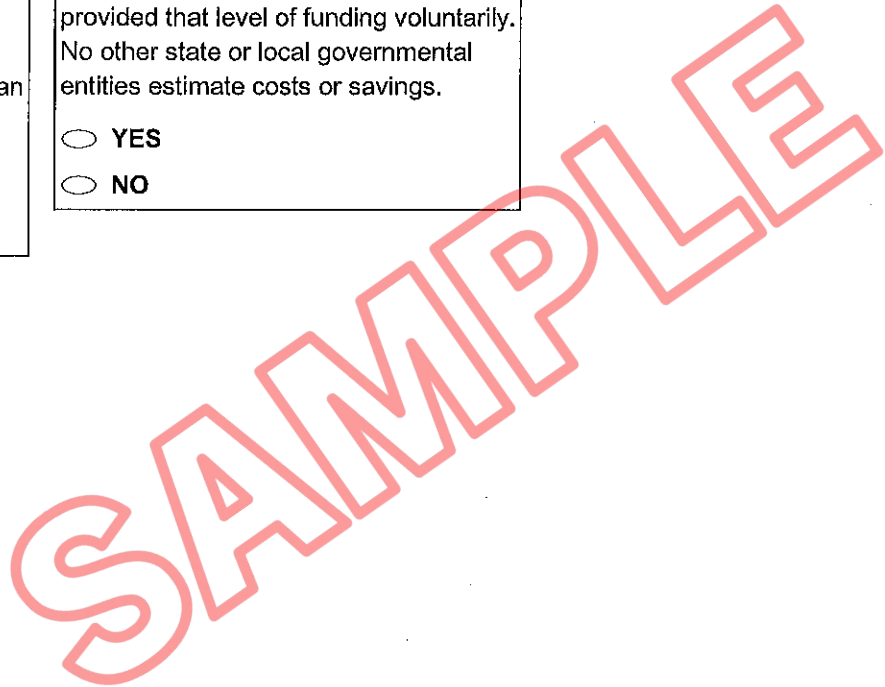 an
provided that level of funding voluntarily.
No other state or local governmental
entities estimate costs or savings.
YES
NO
SAMPLE